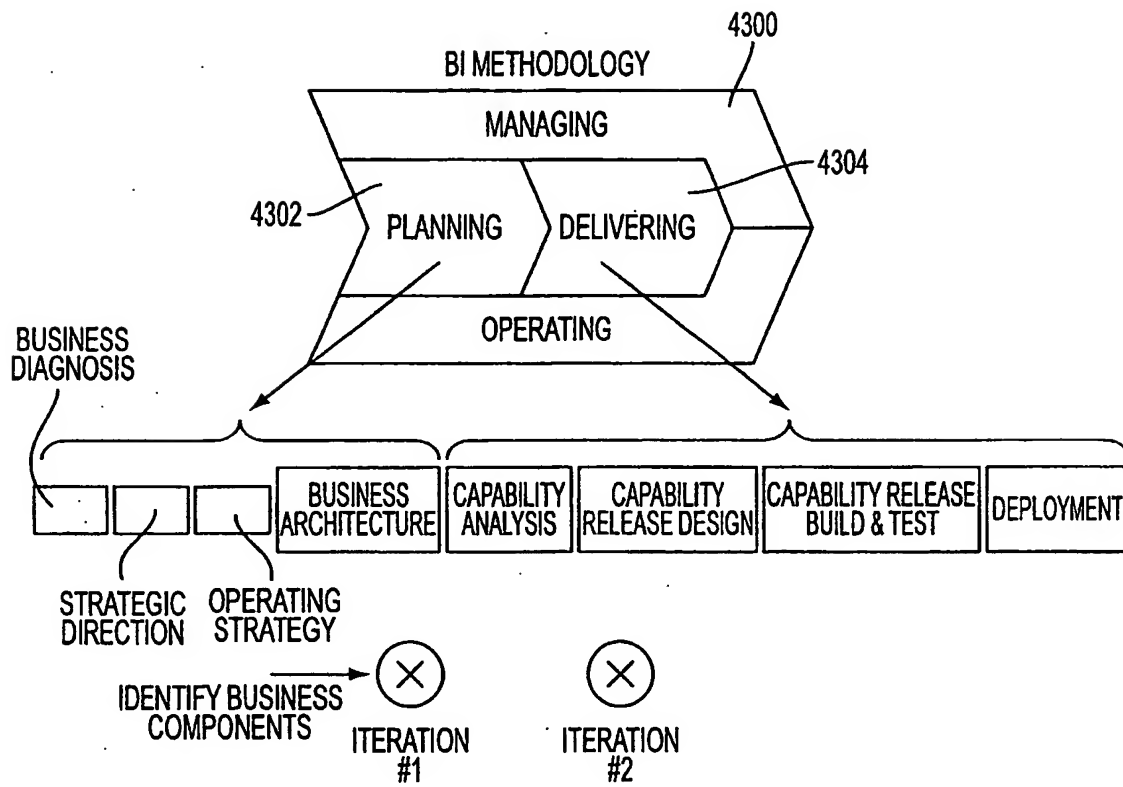 4300
BI METHODOLOGY
MANAGING
4304
4302
PLANNING
DELIVERING
OPERATING
BUSINESS
DIAGNOSIS
BUSINESS
ARCHITECTURE
CAPABILITY
ANALYSIS
CAPABILITY
RELEASE DESIGN
CAPABILITY RELEASE
BUILD & TEST
DEPLOYMENT
STRATEGIC
DIRECTION
OPERATING
STRATEGY
IDENTIFY BUSINESS
COMPONENTS
ITERATION
#1
ITERATION
#2